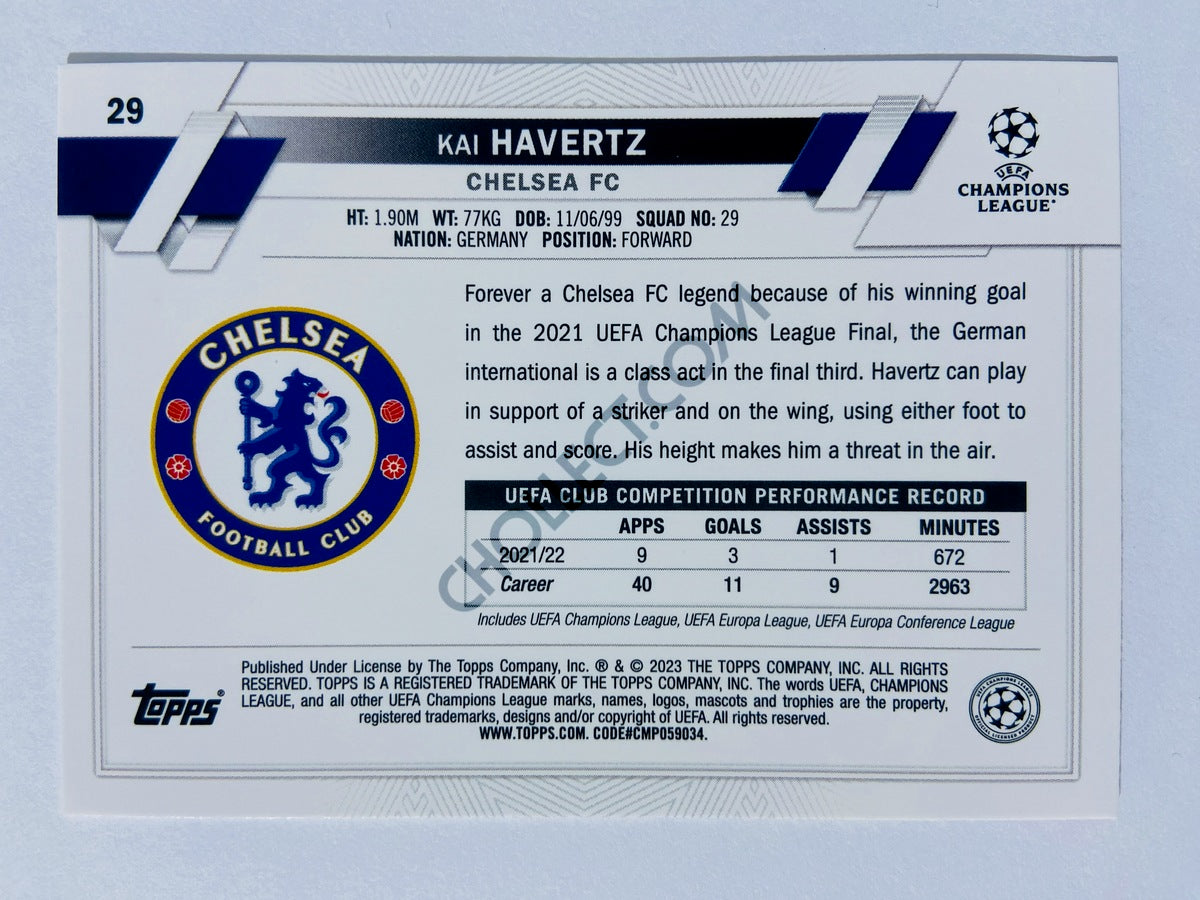 29
KAI HAVERTZ
CHELSEA FC
HT: 1.90M WT: 77KG DOB: 11/06/99 SQUAD NO: 29
NATION: GERMANY POSITION: FORWARD
UEFA
CHAMPIONS
LEAGUE®
CHELSEA
FOOTBALL CLUB
Forever a Chelsea FC legend because of his winning goal
in the 2021 UEFA Champions League Final, the German
international is a class act in the final third. Havertz can play
in support of a striker and on the wing, using either foot to
assist and score. His height makes him a threat in the air.
UEFA CLUB COMPETITION PERFORMANCE RECORD
APPS GOALS ASSISTS MINUTES
2021/22 9 3 1 672
Career 40 11 9 2963
Includes UEFA Champions League, UEFA Europa League, UEFA Europa Conference League
CHOLLECT.COM
Topps®
Published Under License by The Topps Company, Inc. ® & © 2023 THE TOPPS COMPANY, INC. ALL RIGHTS
RESERVED. TOPPS IS A REGISTERED TRADEMARK OF THE TOPPS COMPANY, INC. The words UEFA, CHAMPIONS
LEAGUE, and all other UEFA Champions League marks, names, logos, mascots and trophies are the property,
registered trademarks, designs and/or copyright of UEFA. All rights reserved.
WWW.TOPPS.COM. CODE#CMP059034.
UEFA CHAMPIONS LEAGUE
OFFICIAL LICENSED PRODUCT